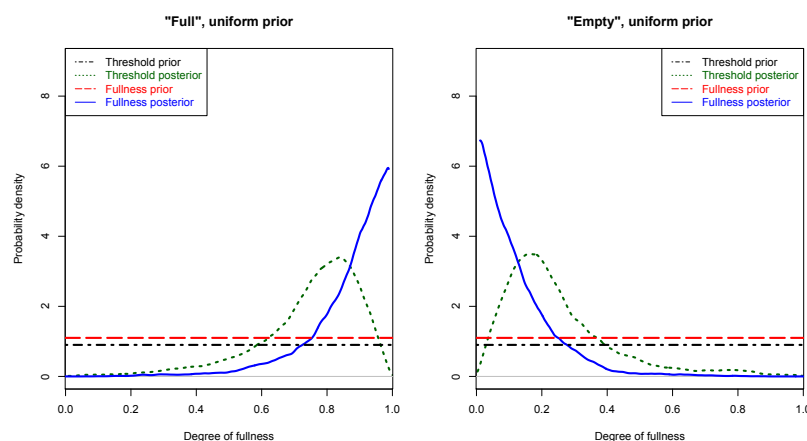 "Full", uniform prior
Threshold prior
Threshold posterior
Fullness prior
Fullness posterior
Probability density
8
6
4
2
0
0.0 0.2 0.4 0.6 0.8 1.0
Degree of fullness
"Empty", uniform prior
Threshold prior
Threshold posterior
Fullness prior
Fullness posterior
Probability density
8
6
4
2
0
0.0 0.2 0.4 0.6 0.8 1.0
Degree of fullness